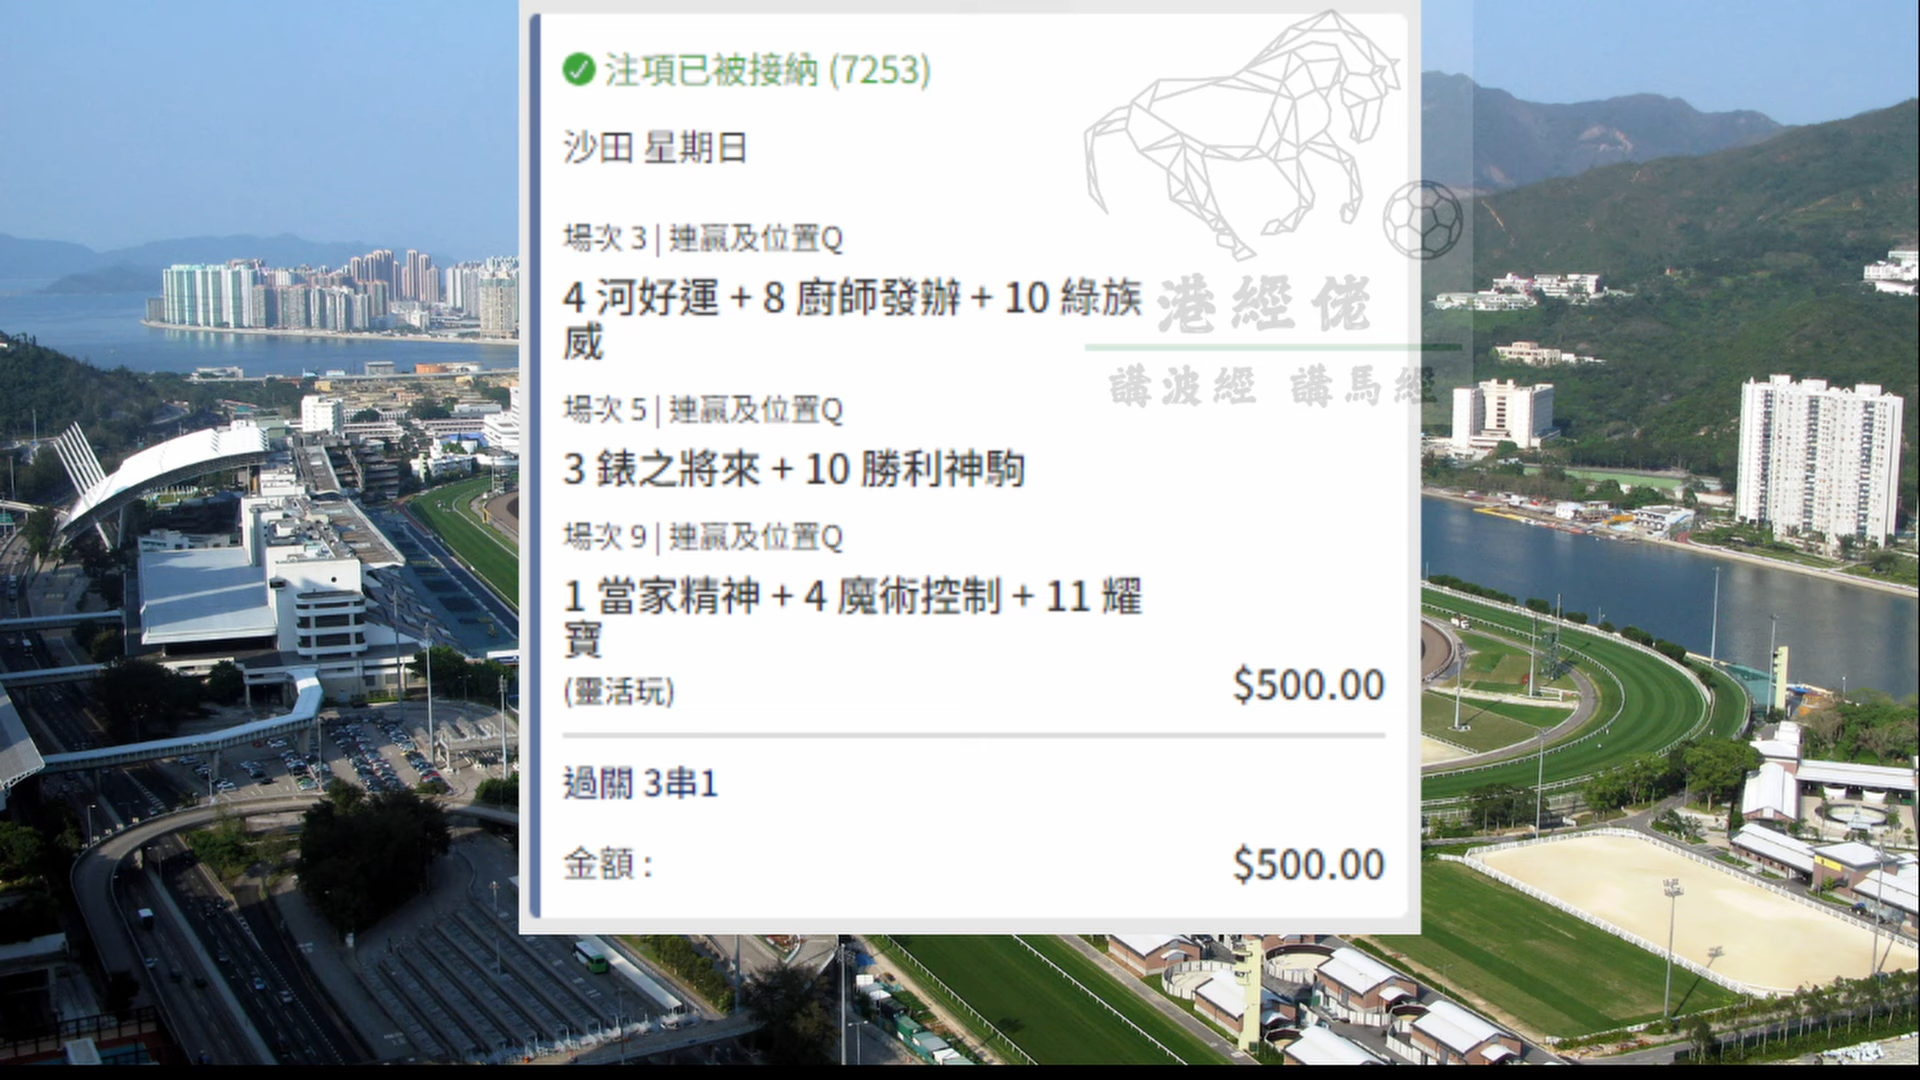 注項已被接納 (7253)
沙田 星期日
場次 3 | 連贏及位置Q
4 河好運 + 8 廚師發辦 + 10 綠族
威
場次 5 | 連贏及位置Q
3 錶之將來 + 10 勝利神駒
場次 9 | 連贏及位置Q
1 當家精神 + 4 魔術控制 + 11 耀
寶
(靈活玩)
$500.00
過關 3串1
金額 :
$500.00
港經佬
講波經 講馬經